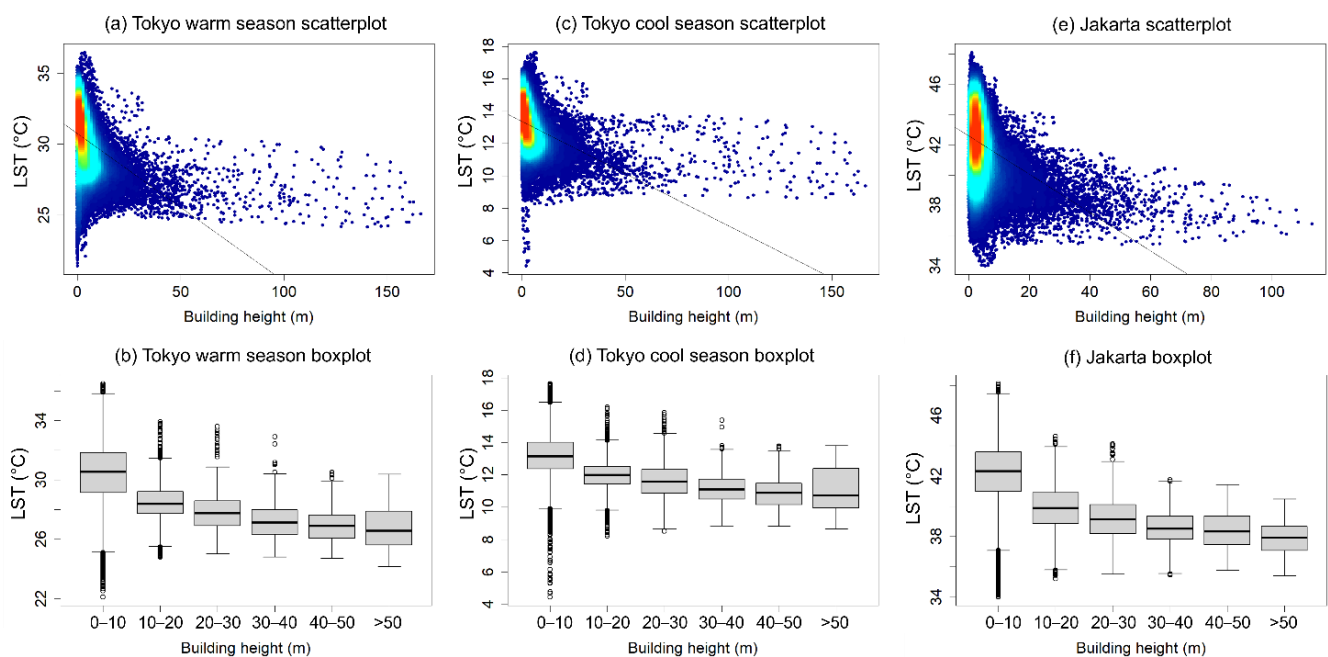 (a) Tokyo warm season scatterplot
(c) Tokyo cool season scatterplot
(e) Jakarta scatterplot
LST (°C)
35
30
25
0
50
100
150
Building height (m)
LST (°C)
18
16
14
12
10
8
6
4
0
50
100
150
Building height (m)
LST (°C)
46
42
38
34
0
20
40
60
80
100
Building height (m)
(b) Tokyo warm season boxplot
(d) Tokyo cool season boxplot
(f) Jakarta boxplot
LST (°C)
34
30
26
22
0–10 10–20 20–30 30–40 40–50 >50
Building height (m)
LST (°C)
18
16
14
12
10
8
6
4
0–10 10–20 20–30 30–40 40–50 >50
Building height (m)
LST (°C)
46
42
38
34
0–10 10–20 20–30 30–40 40–50 >50
Building height (m)